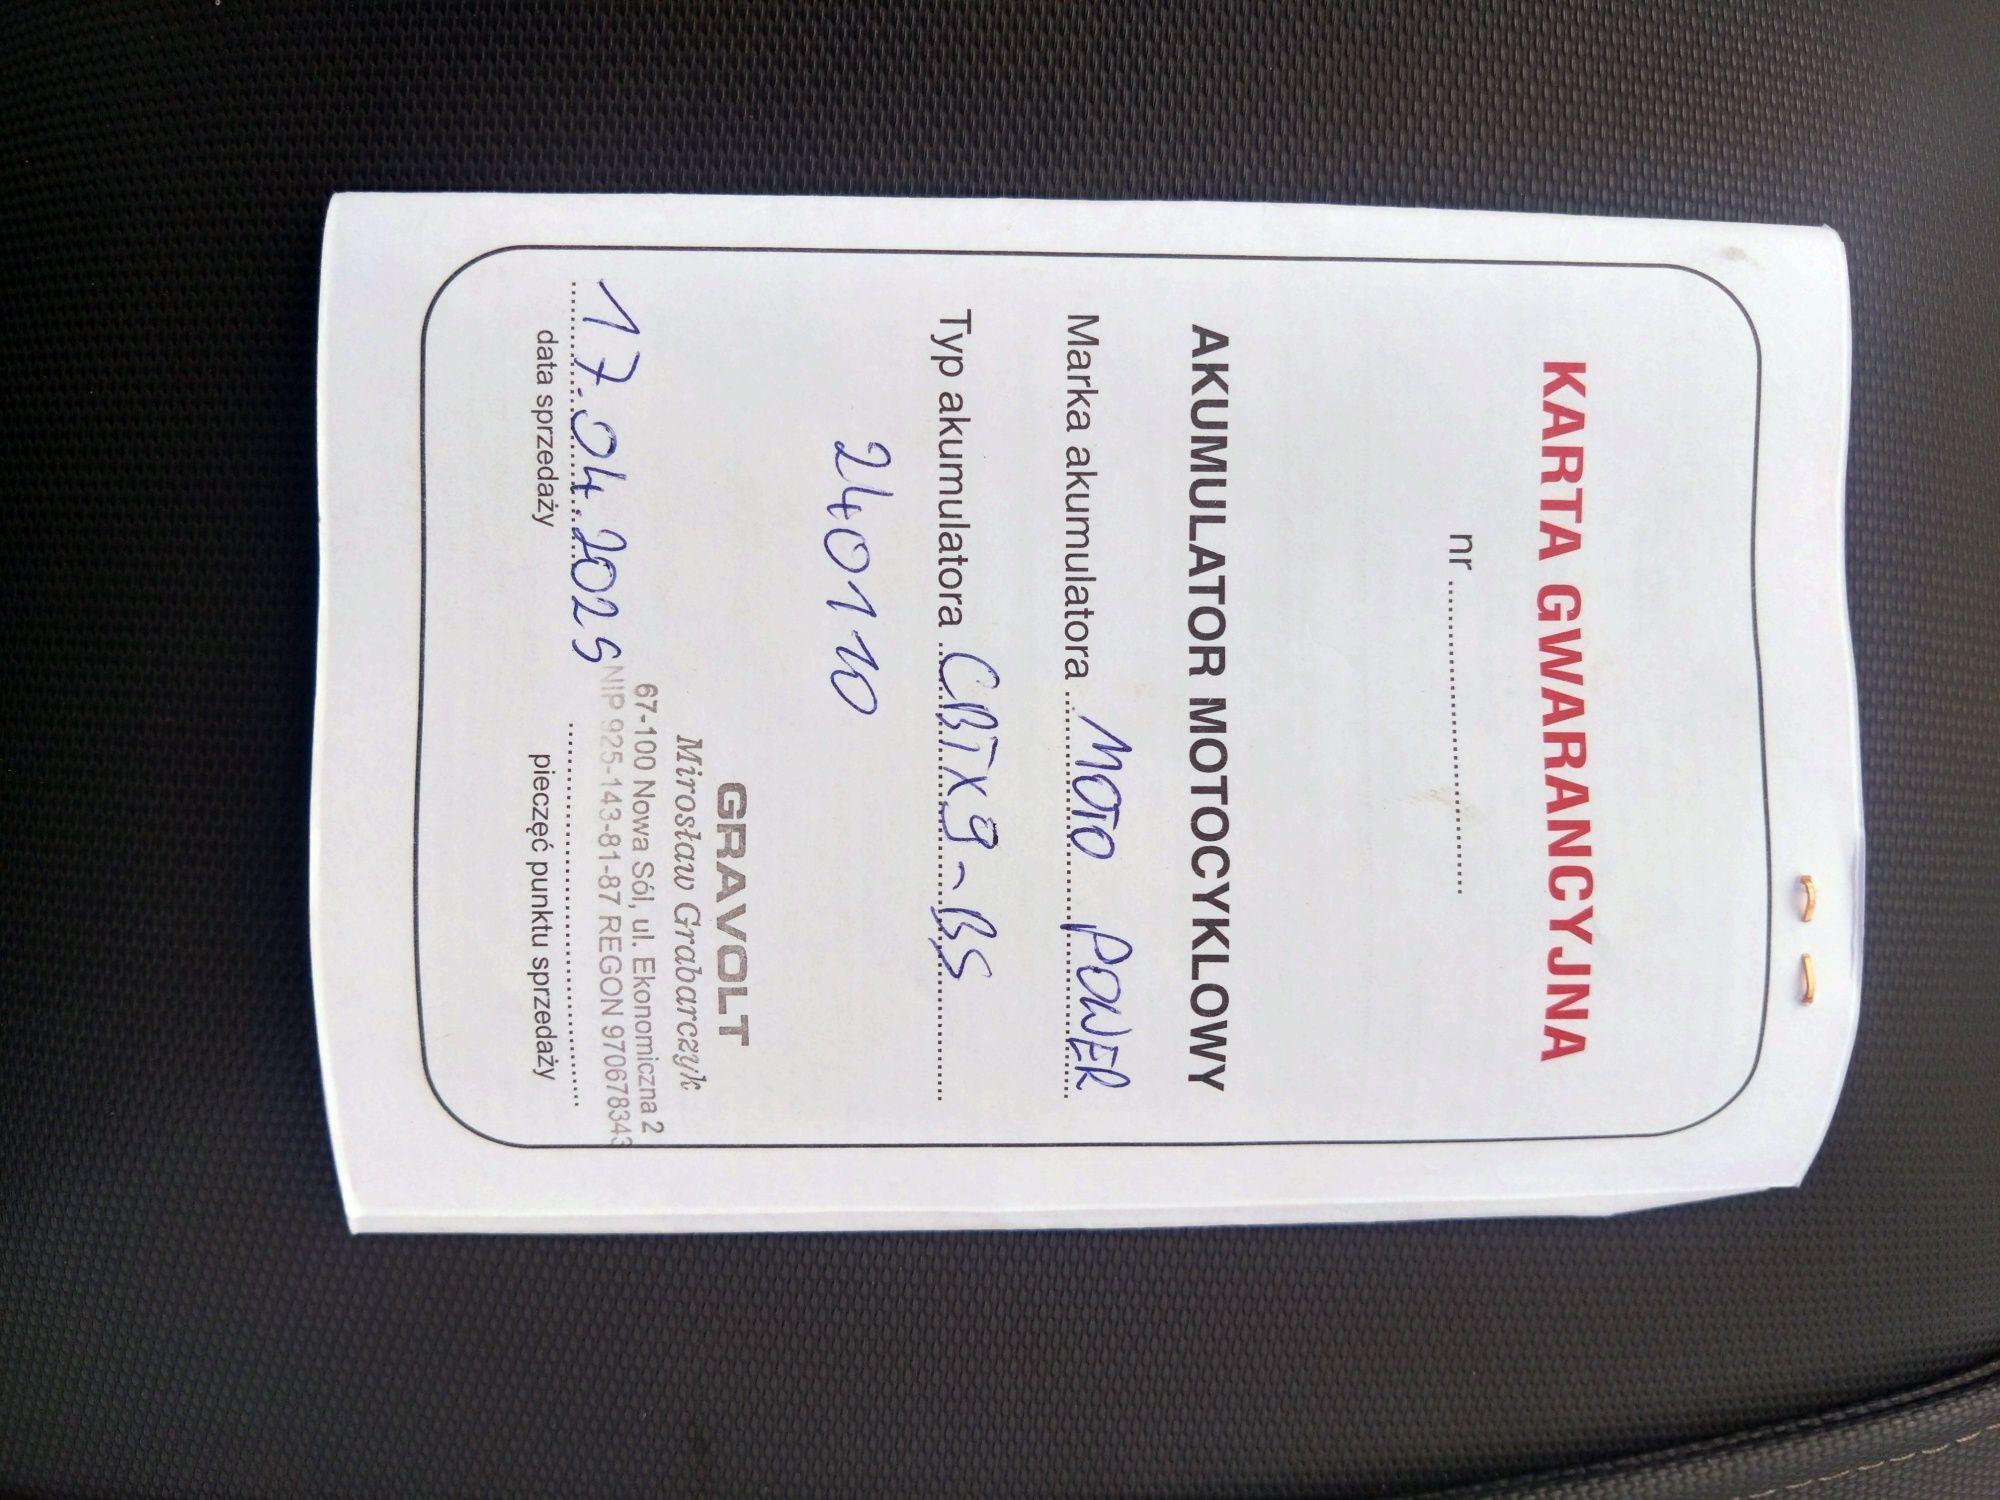 KARTA GWARANCYJNA
nr ..............................
AKUMULATOR MOTOCYKLOWY
Marka akumulatora MOTO POWER
Typ akumulatora CBTX9-BS
240110
GRAVOLT
Mirosław Grabarczyk
67-100 Nowa Sól, ul. Ekonomiczna 2
NIP 925-143-81-87 REGON 970678343
17.04.2025
data sprzedaży
pieczęć punktu sprzedaży